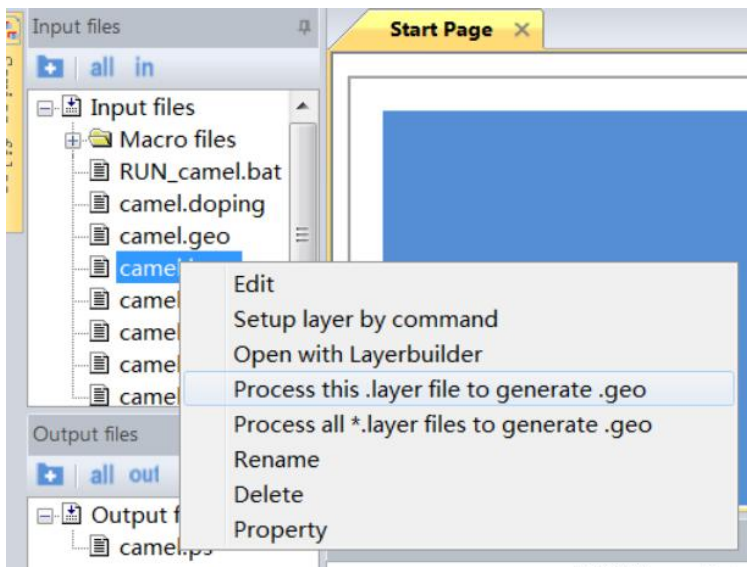 Input files
Start Page
all in
Input files
Macro files
RUN_camel.bat
camel.doping
camel.geo
camel
camel
camel
camel
Edit
Setup layer by command
Open with Layerbuilder
Process this .layer file to generate .geo
Process all *.layer files to generate .geo
Rename
Delete
Property
Output files
all out
Output f
camel.ps